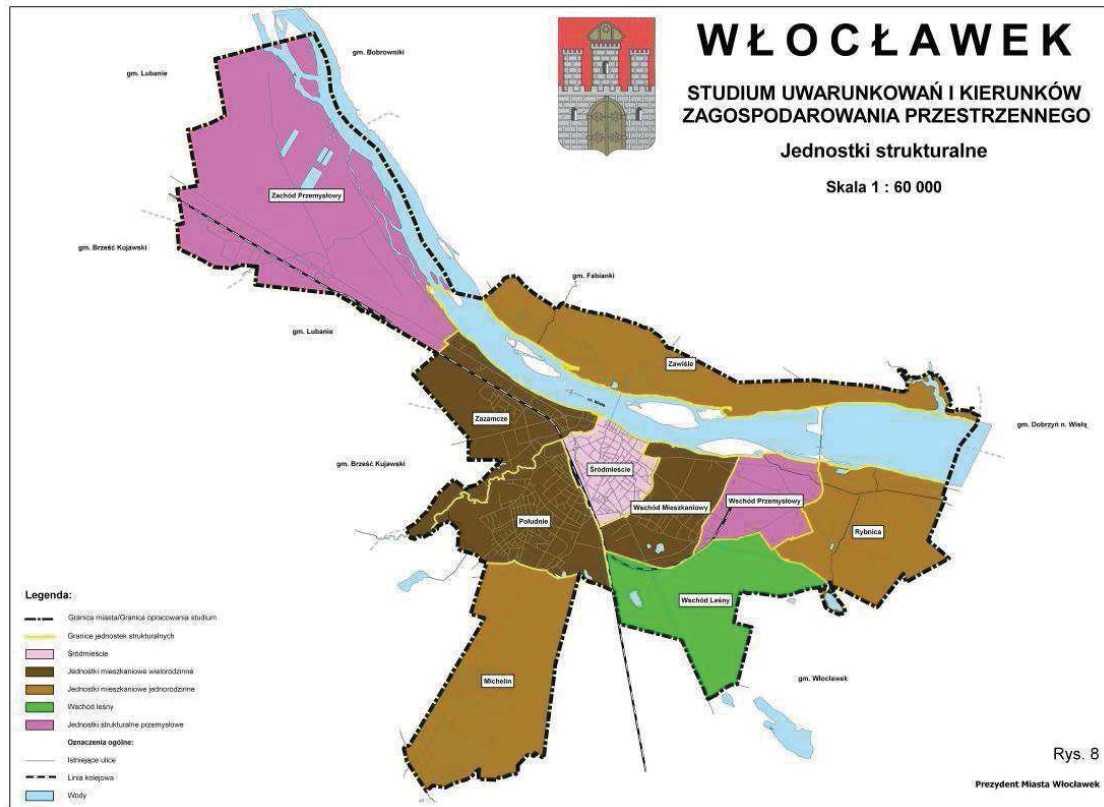 WŁOCŁAWEK
STUDIUM UWARUNKOWAŃ I KIERUNKÓW
ZAGOSPODAROWANIA PRZESTRZENNEGO
Jednostki strukturalne
Skala 1 : 60 000
gm. Bobrowniki
gm. Lubanie
Zachód Przemysłowy
gm. Brześć Kujawski
gm. Fabianki
gm. Lubanie
Zawiśle
rz. Wisła
Zazamcze
gm. Dobrzyń n. Wisłą
gm. Brześć Kujawski
Śródmieście
Wschód Przemysłowy
Wschód Mieszkaniowy
Południe
Rybnica
Wschód Leśny
gm. Włocławek
Michelin
Legenda:
Granica miasta/Granica opracowania studium
Granice jednostek strukturalnych
Śródmieście
Jednostki mieszkaniowe wielorodzinne
Jednostki mieszkaniowe jednorodzinne
Wschód leśny
Jednostki strukturalne przemysłowe
Oznaczenia ogólne:
Istniejące ulice
Linia kolejowa
Wody
Rys. 8
Prezydent Miasta Włocławek